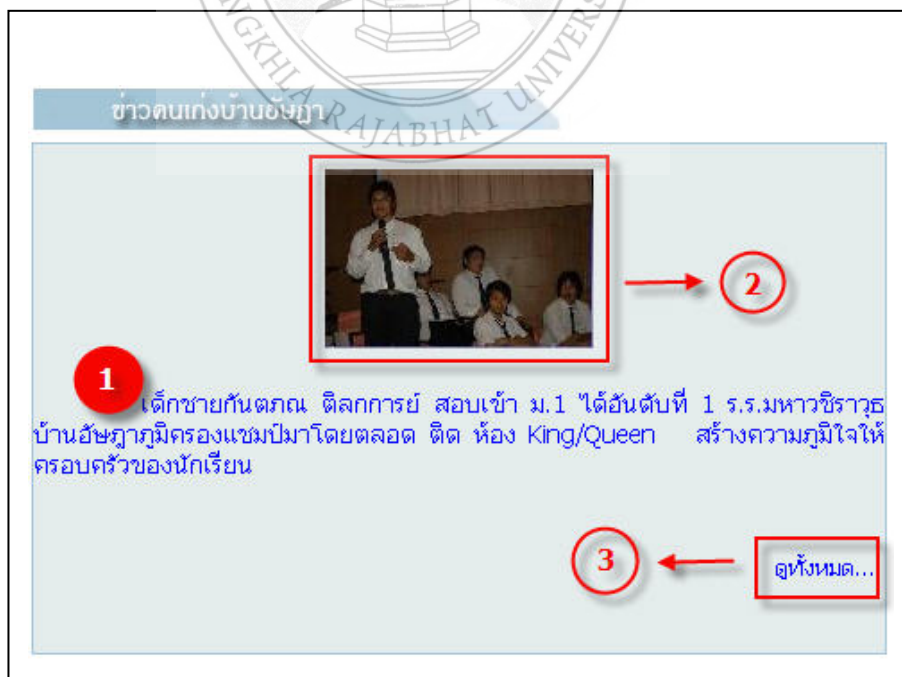 NGKHLA RAJABHAT UNIVERS
ข่าวคนเก่งบ้านอัษฎา
2
1
เด็กชายกันตภณ ติลกการย์ สอบเข้า ม.1 ได้อันดับที่ 1 ร.ร.มหาวชิราวุธ
บ้านอัษฎาภูมิครองแชมป์มาโดยตลอด ติด ห้อง King/Queen สร้างความภูมิใจให้
ครอบครัวของนักเรียน
3
ดูทั้งหมด...